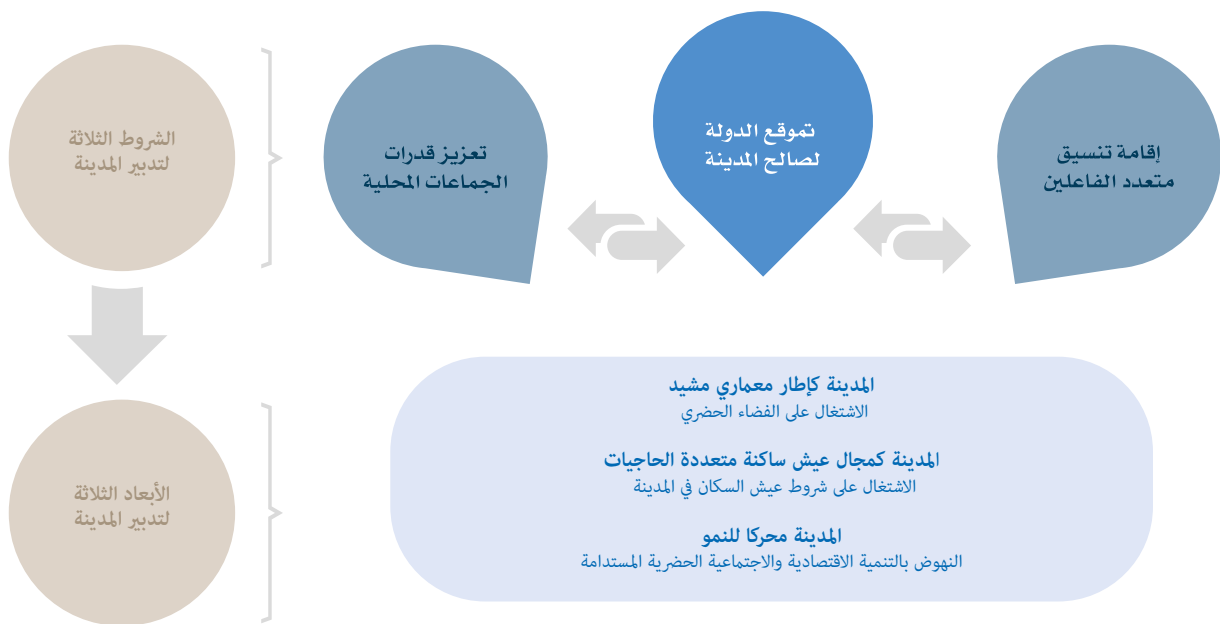 الشروط الثلاثة
لتدبير المدينة
تعزيز قدرات
الجماعات المحلية
تموقع الدولة
لصالح المدينة
إقامة تنسيق
متعدد الفاعلين
الأبعاد الثلاثة
لتدبير المدينة
المدينة كإطار معماري مشيد
الاشتغال على الفضاء الحضري
المدينة كمجال عيش ساكنة متعددة الحاجيات
الاشتغال على شروط عيش السكان في المدينة
المدينة محركا للنمو
النهوض بالتنمية الاقتصادية والاجتماعية الحضرية المستدامة